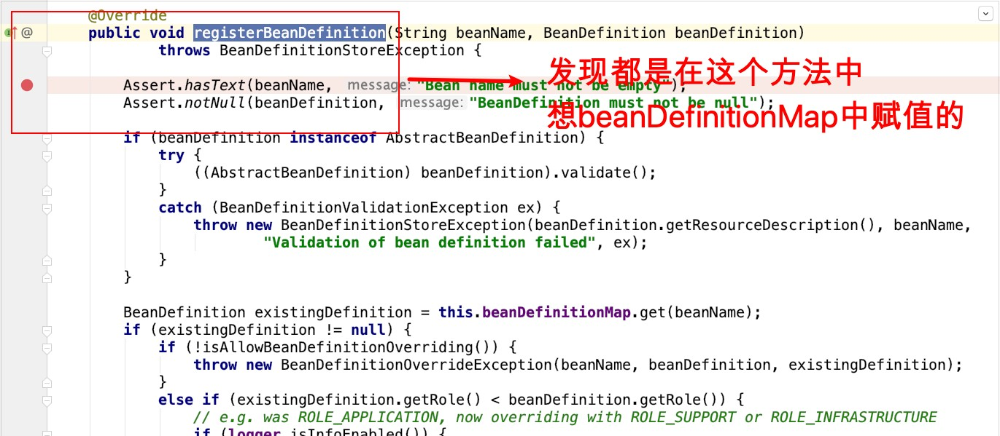 @Override
public void registerBeanDefinition(String beanName, BeanDefinition beanDefinition)
throws BeanDefinitionStoreException {
Assert.hasText(beanName, message: "Bean name must not be empty");
Assert.notNull(beanDefinition, message: "BeanDefinition must not be null");
发现都是在这个方法中
想beanDefinitionMap中赋值的
if (beanDefinition instanceof AbstractBeanDefinition) {
try {
((AbstractBeanDefinition) beanDefinition).validate();
}
catch (BeanDefinitionValidationException ex) {
throw new BeanDefinitionStoreException(beanDefinition.getResourceDescription(), beanName,
"Validation of bean definition failed", ex);
}
}
BeanDefinition existingDefinition = this.beanDefinitionMap.get(beanName);
if (existingDefinition != null) {
if (!isAllowBeanDefinitionOverriding()) {
throw new BeanDefinitionOverrideException(beanName, beanDefinition, existingDefinition);
}
else if (existingDefinition.getRole() < beanDefinition.getRole()) {
// e.g. was ROLE_APPLICATION, now overriding with ROLE_SUPPORT or ROLE_INFRASTRUCTURE
if (logger.isInfoEnabled()) {